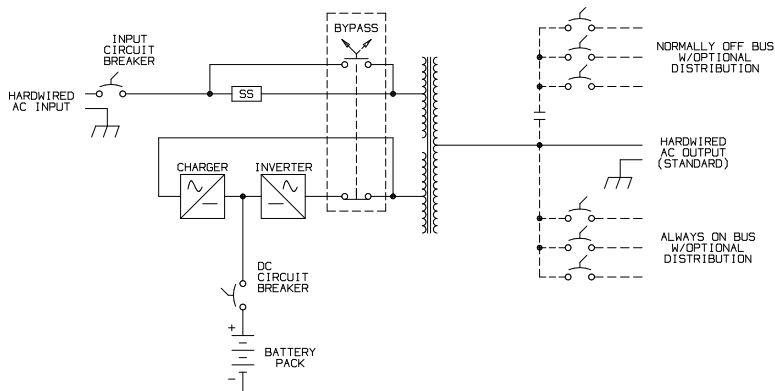 BYPASS
INPUT
CIRCUIT
BREAKER
HARDWIRED
AC INPUT
SS
NORMALLY OFF BUS
W/OPTIONAL
DISTRIBUTION
HARDWIRED
AC OUTPUT
(STANDARD)
CHARGER
INVERTER
ALWAYS ON BUS
W/OPTIONAL
DISTRIBUTION
DC
CIRCUIT
BREAKER
+
BATTERY
PACK
−